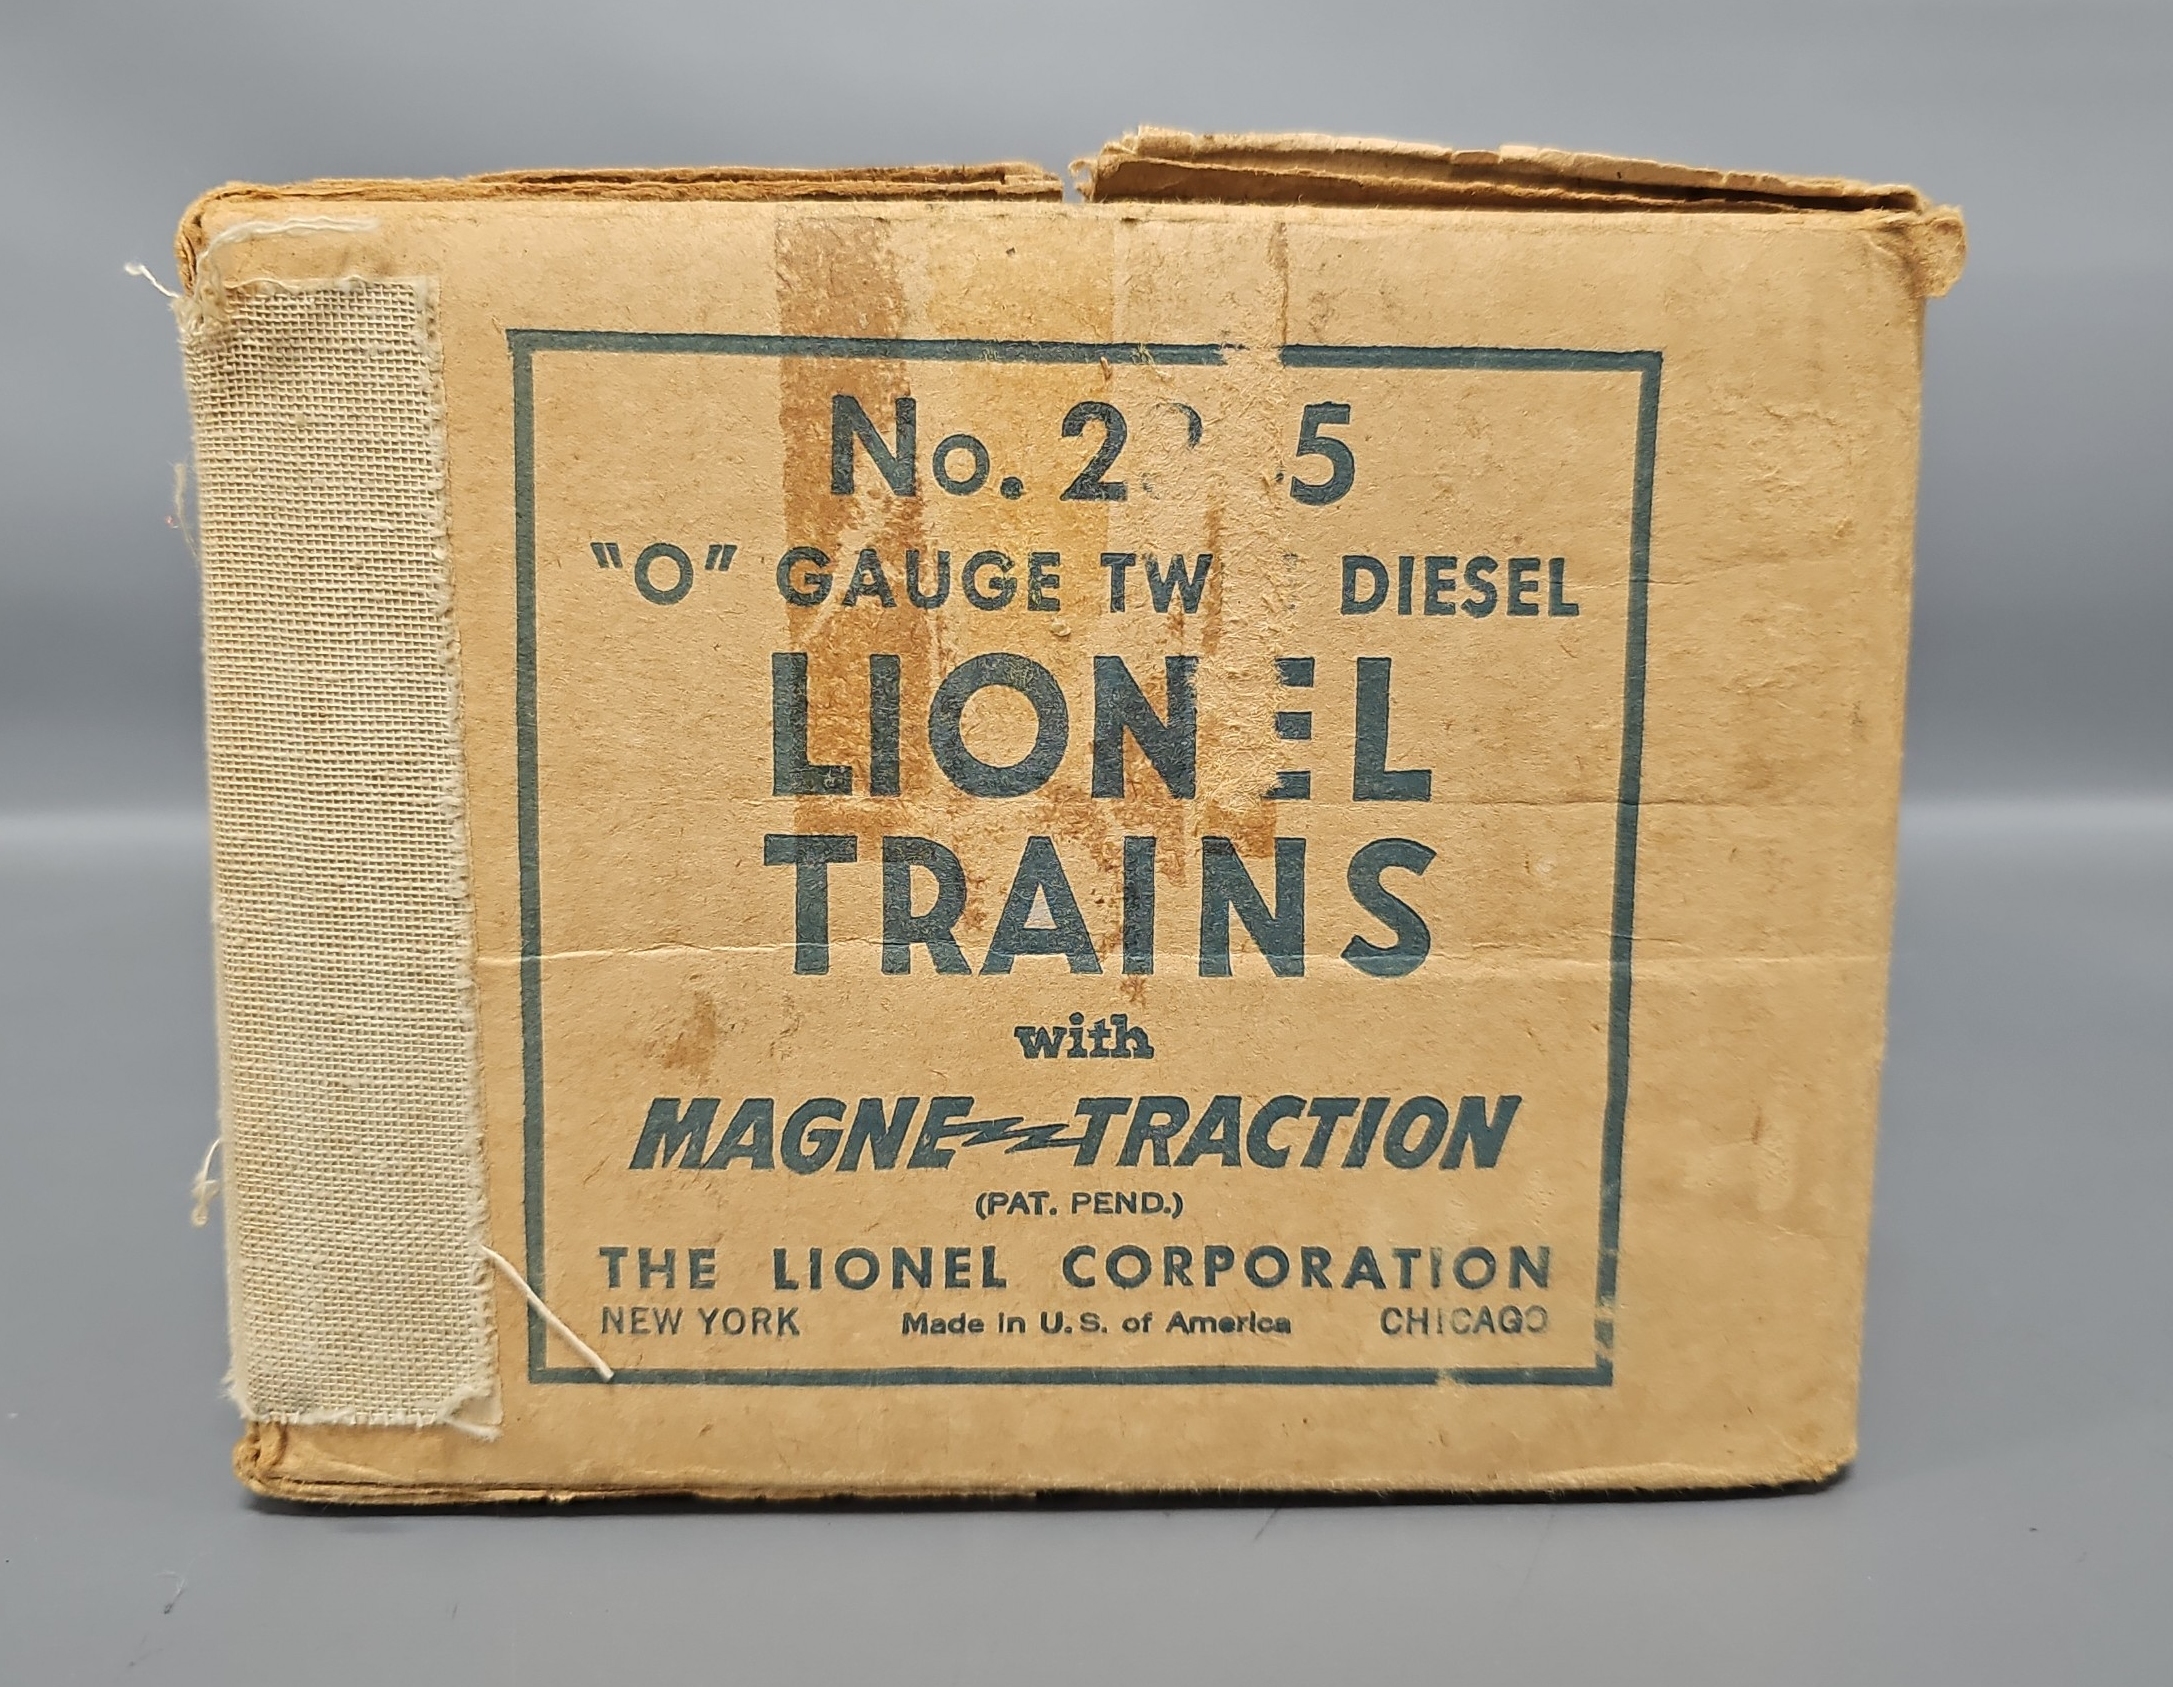 No. 2
"O" GAUGE DIESEL
LIONEL
TRAINS
with
MAGNE-TRACTION
(PAT. PEND.)
THE LIONEL CORPORATION
NEW YORK Made in U.S. of America CHICAGO